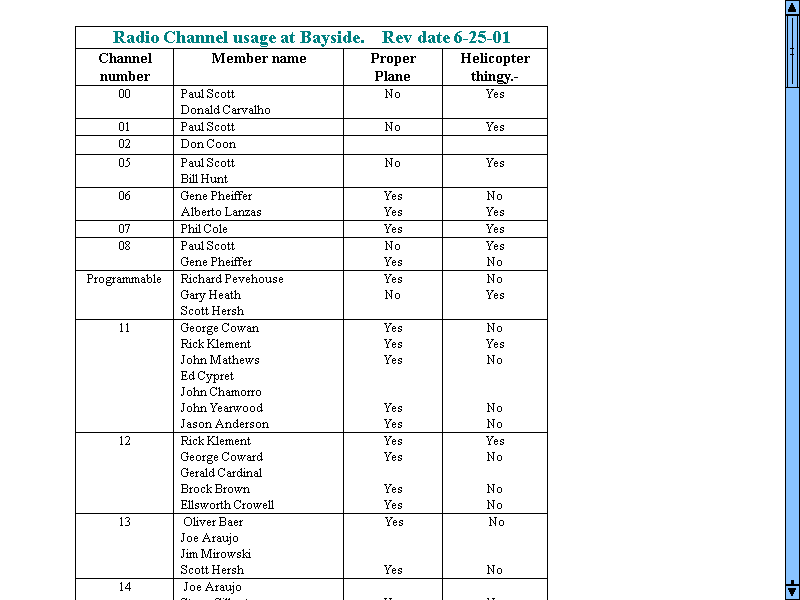 Radio Channel usage at Bayside. Rev date 6-25-01
Channel number Member name Proper Plane Helicopter thingy.-
00 Paul Scott No Yes
Donald Carvalho
01 Paul Scott No Yes
02 Don Coon
05 Paul Scott No Yes
Bill Hunt
06 Gene Pheiffer Yes No
Alberto Lanzas Yes Yes
07 Phil Cole Yes Yes
08 Paul Scott No Yes
Gene Pheiffer Yes No
Programmable Richard Pevehouse Yes No
Gary Heath No Yes
Scott Hersh
11 George Cowan Yes No
Rick Klement Yes Yes
John Mathews Yes No
Ed Cypret
John Chamorro
John Yearwood Yes No
Jason Anderson Yes No
12 Rick Klement Yes Yes
George Coward Yes No
Gerald Cardinal
Brock Brown Yes No
Ellsworth Crowell Yes No
13 Oliver Baer Yes No
Joe Araujo
Jim Mirowski
Scott Hersh Yes No
14 Joe Araujo